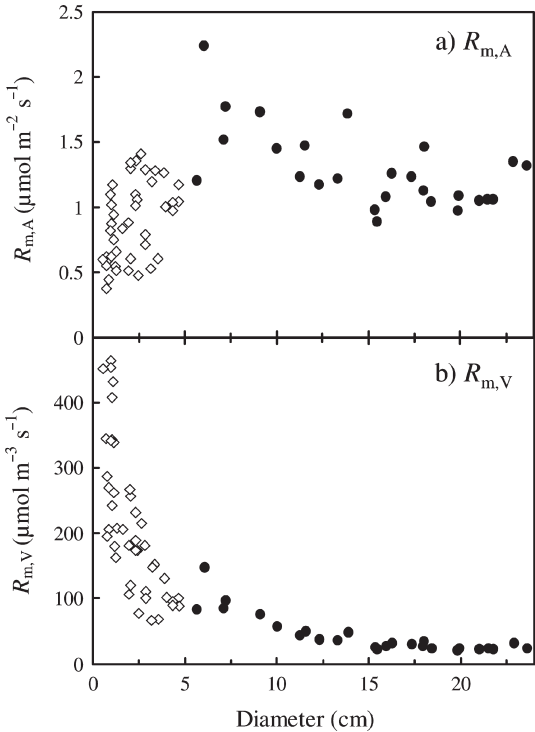 2.5
a) Rm,A
2
1.5
1
0.5
0
Rm,A (µmol m−2 s−1)
b) Rm,V
400
300
200
100
0
Rm,V (µmol m−3 s−1)
0 5 10 15 20
Diameter (cm)